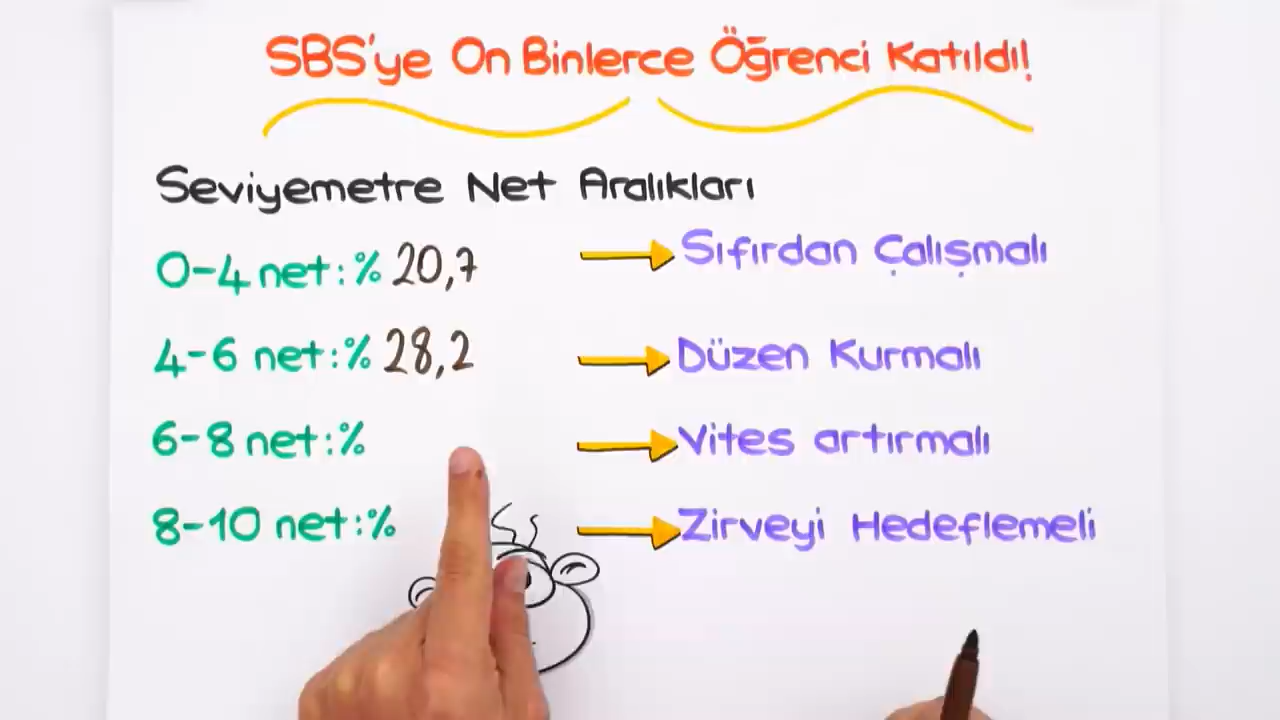 SBS'ye On Binlerce Öğrenci Katıldı!
Seviyemetre Net Aralıkları
0-4 net:% 20,7 → Sıfırdan Çalışmalı
4-6 net:% 28,2 → Düzen Kurmalı
6-8 net:% → Vites artırmalı
8-10 net:% → Zirveyi Hedeflemeli